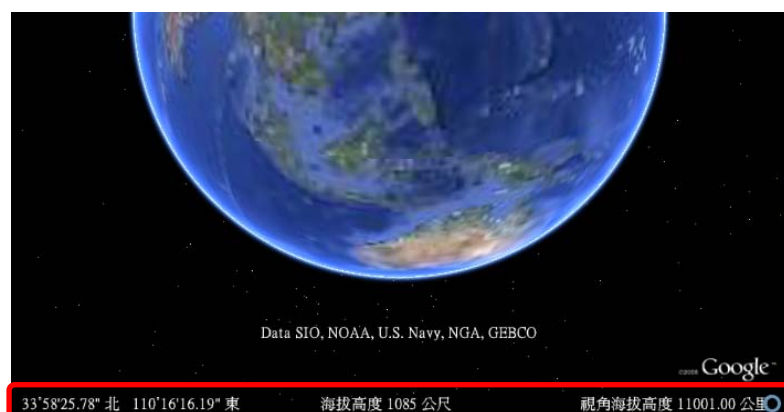 Data SIO, NOAA, U.S. Navy, NGA, GEBCO
Google
33°58'25.78" 北 110°16'16.19" 東 海拔高度 1085 公尺 視角海拔高度 11001.00 公里